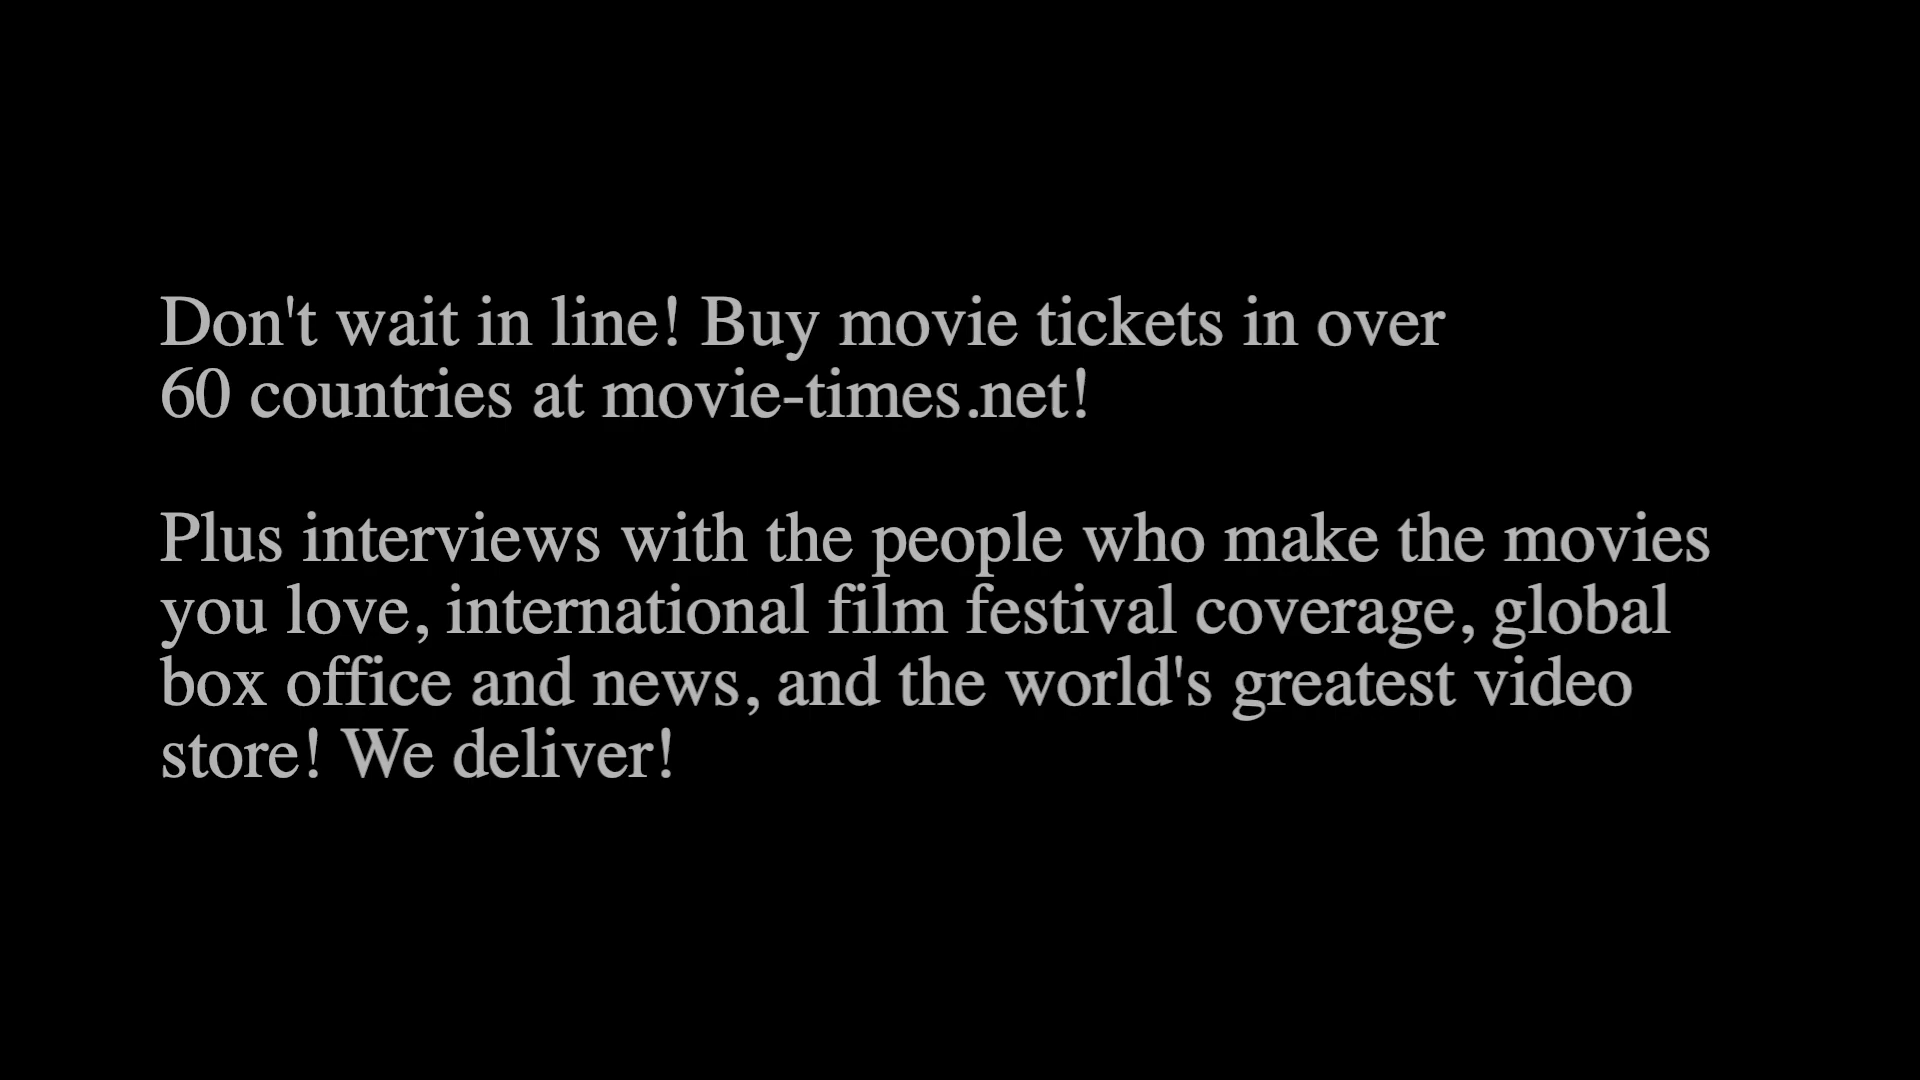 Don't wait in line! Buy movie tickets in over
60 countries at movie-times.net!
Plus interviews with the people who make the movies
you love, international film festival coverage, global
box office and news, and the world's greatest video
store! We deliver!